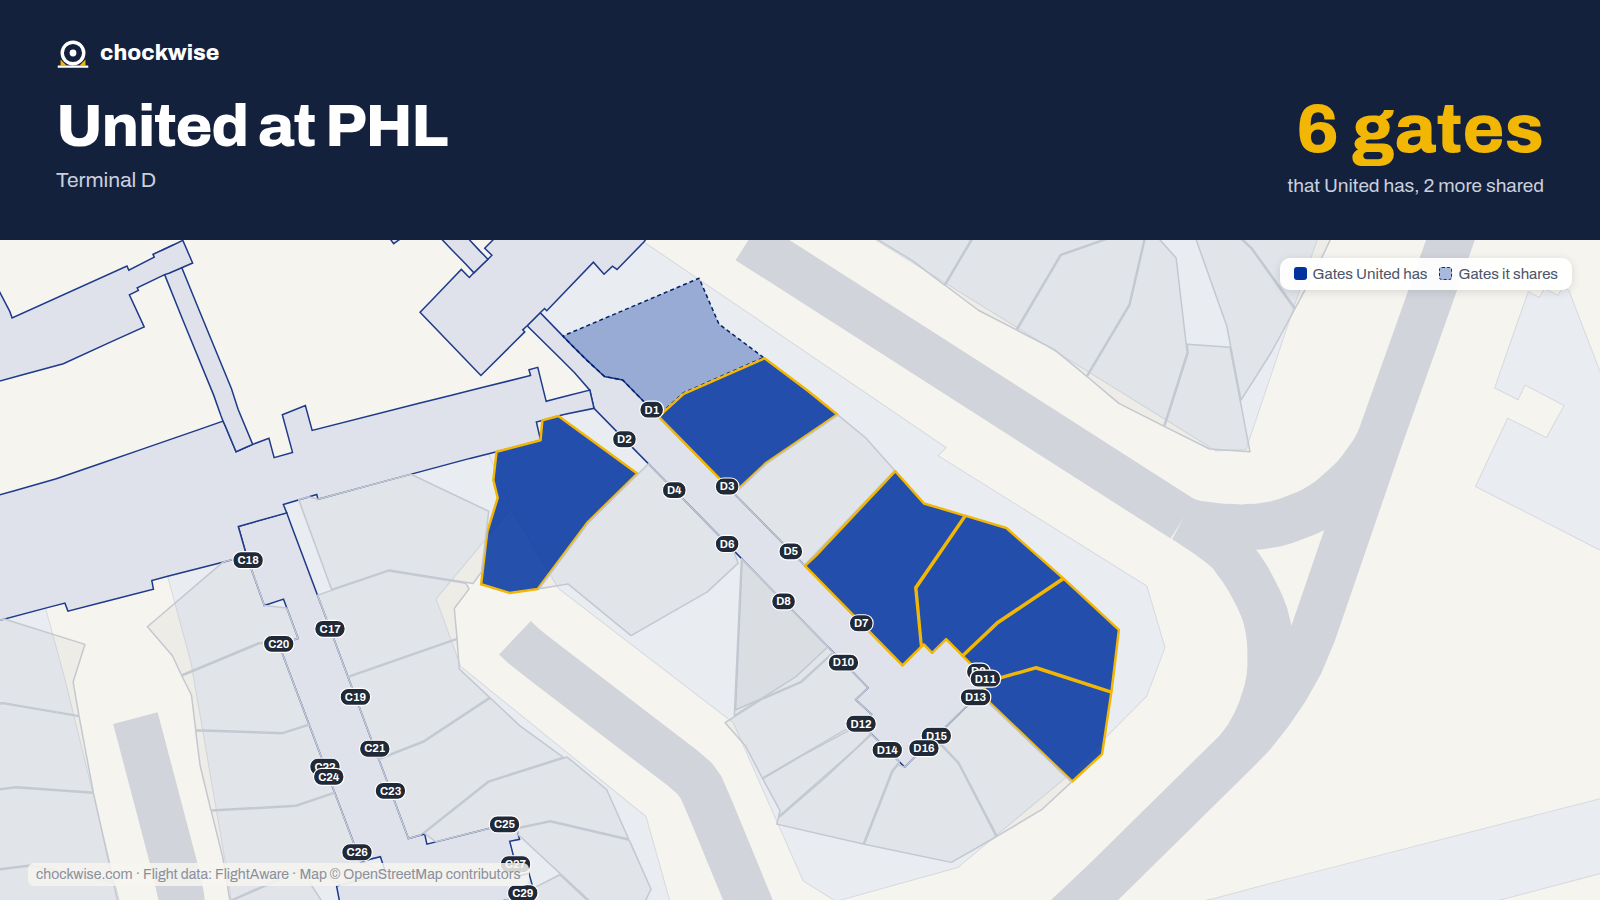 chockwise
United at PHL
Terminal D
6 gates
that United has, 2 more shared
Gates United has
Gates it shares
D1
D2
D3
D4
D6
D5
D8
D7
D10
D11
D13
D12
D15
D14
D16
C18
C20
C17
C19
C21
C24
C23
C25
C26
C29
chockwise.com · Flight data: FlightAware · Map © OpenStreetMap contributors